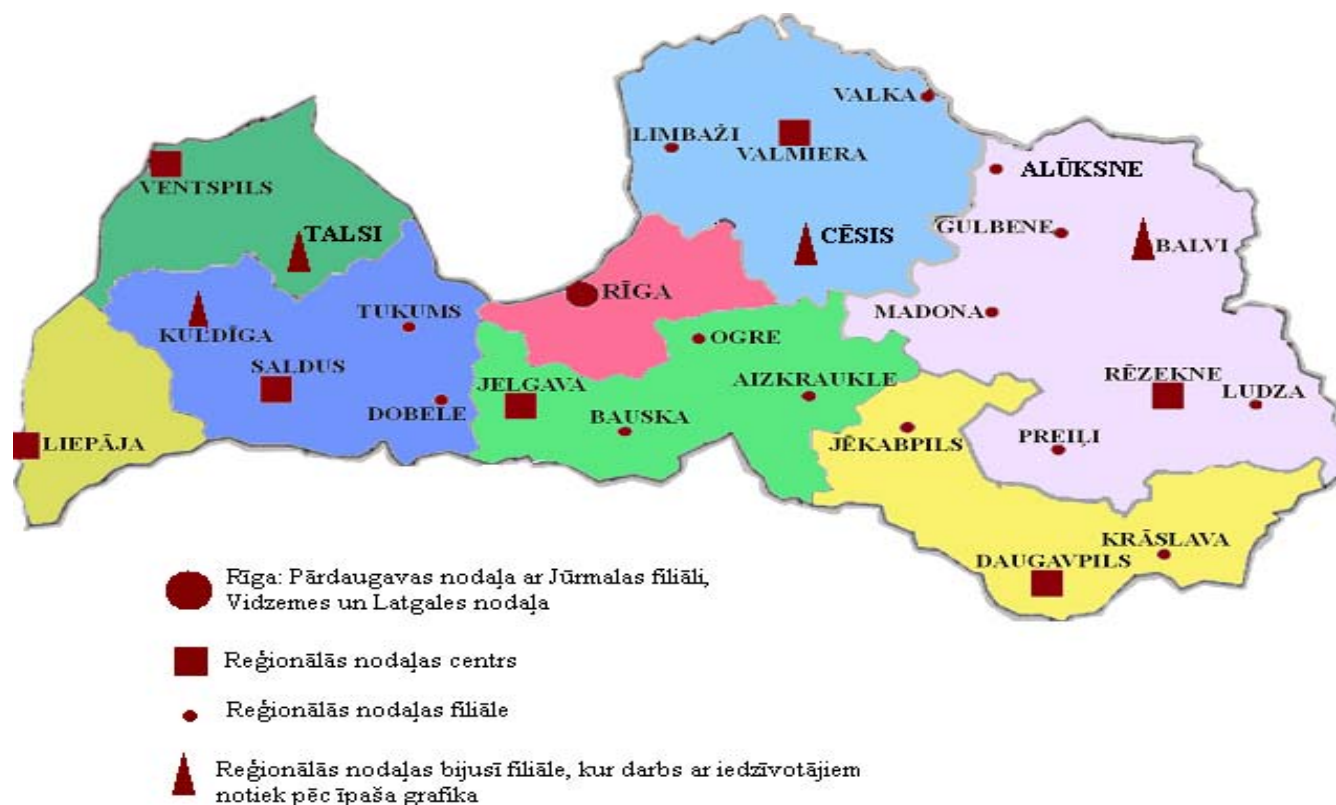 VALKA
LIMBAŽI
VALMIERA
VENTSPILS
ALŪKSNE
TALSI
CĒSIS
GULBENE
BALVI
RĪGA
TUKUMS
MADONA
KULDĪGA
OGRE
SALDUS
JELGAVA
AIZKRAUKLE
RĒZEKNE
LUDZA
DOBELE
BAUSKA
LIEPĀJA
JĒKABPILS
PREIĻI
KRĀSLAVA
DAUGAVPILS
Rīga: Pārdaugavas nodaļa ar Jūrmalas filiāli,
Vidzemes un Latgales nodaļa
Reģionālās nodaļas centrs
Reģionālās nodaļas filiāle
Reģionālās nodaļas bijusī filiāle, kur darbs ar iedzīvotājiem
notiek pēc īpaša grafika